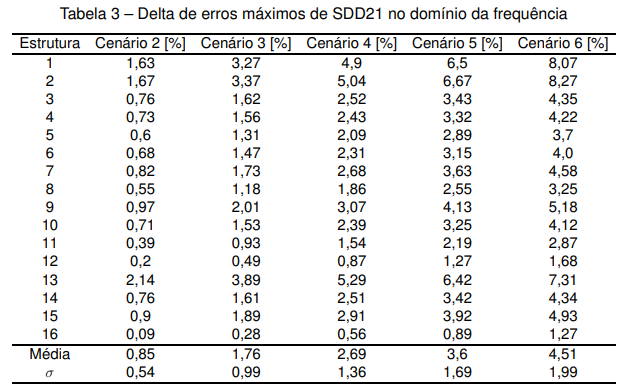 Tabela 3 – Delta de erros máximos de SDD21 no domínio da frequência
Estrutura Cenário 2 [%] Cenário 3 [%] Cenário 4 [%] Cenário 5 [%] Cenário 6 [%]
1 1,63 3,27 4,9 6,5 8,07
2 1,67 3,37 5,04 6,67 8,27
3 0,76 1,62 2,52 3,43 4,35
4 0,73 1,56 2,43 3,32 4,22
5 0,6 1,31 2,09 2,89 3,7
6 0,68 1,47 2,31 3,15 4,0
7 0,82 1,73 2,68 3,63 4,58
8 0,55 1,18 1,86 2,55 3,25
9 0,97 2,01 3,07 4,13 5,18
10 0,71 1,53 2,39 3,25 4,12
11 0,39 0,93 1,54 2,19 2,87
12 0,2 0,49 0,87 1,27 1,68
13 2,14 3,89 5,29 6,42 7,31
14 0,76 1,61 2,51 3,42 4,34
15 0,9 1,89 2,91 3,92 4,93
16 0,09 0,28 0,56 0,89 1,27
Média 0,85 1,76 2,69 3,6 4,51
σ 0,54 0,99 1,36 1,69 1,99